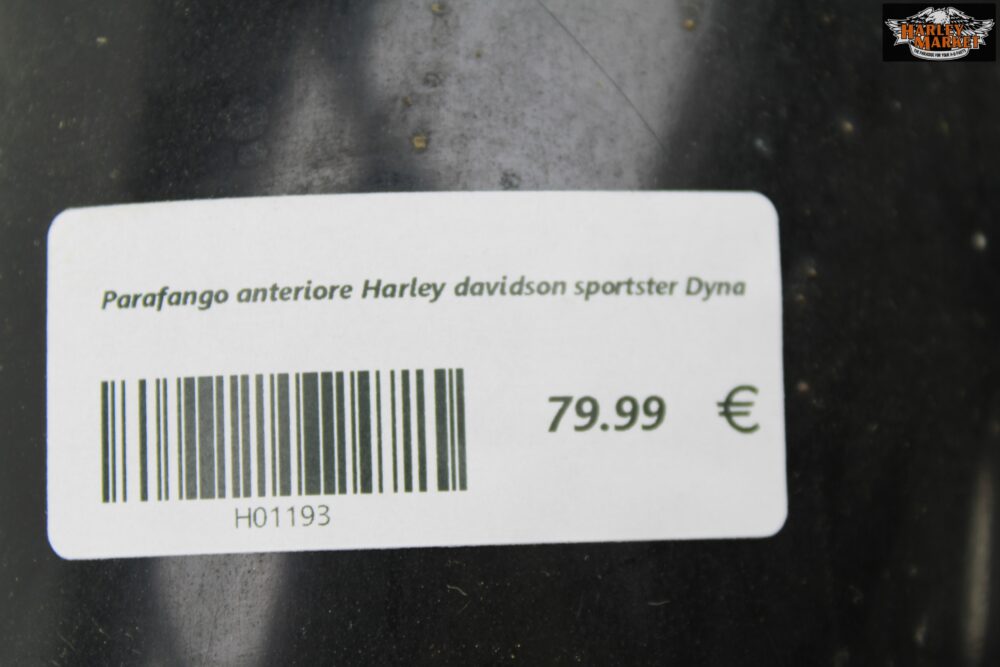 HARLEY
MARKET
Parafango anteriore Harley davidson sportster Dyna
79.99 €
H01193